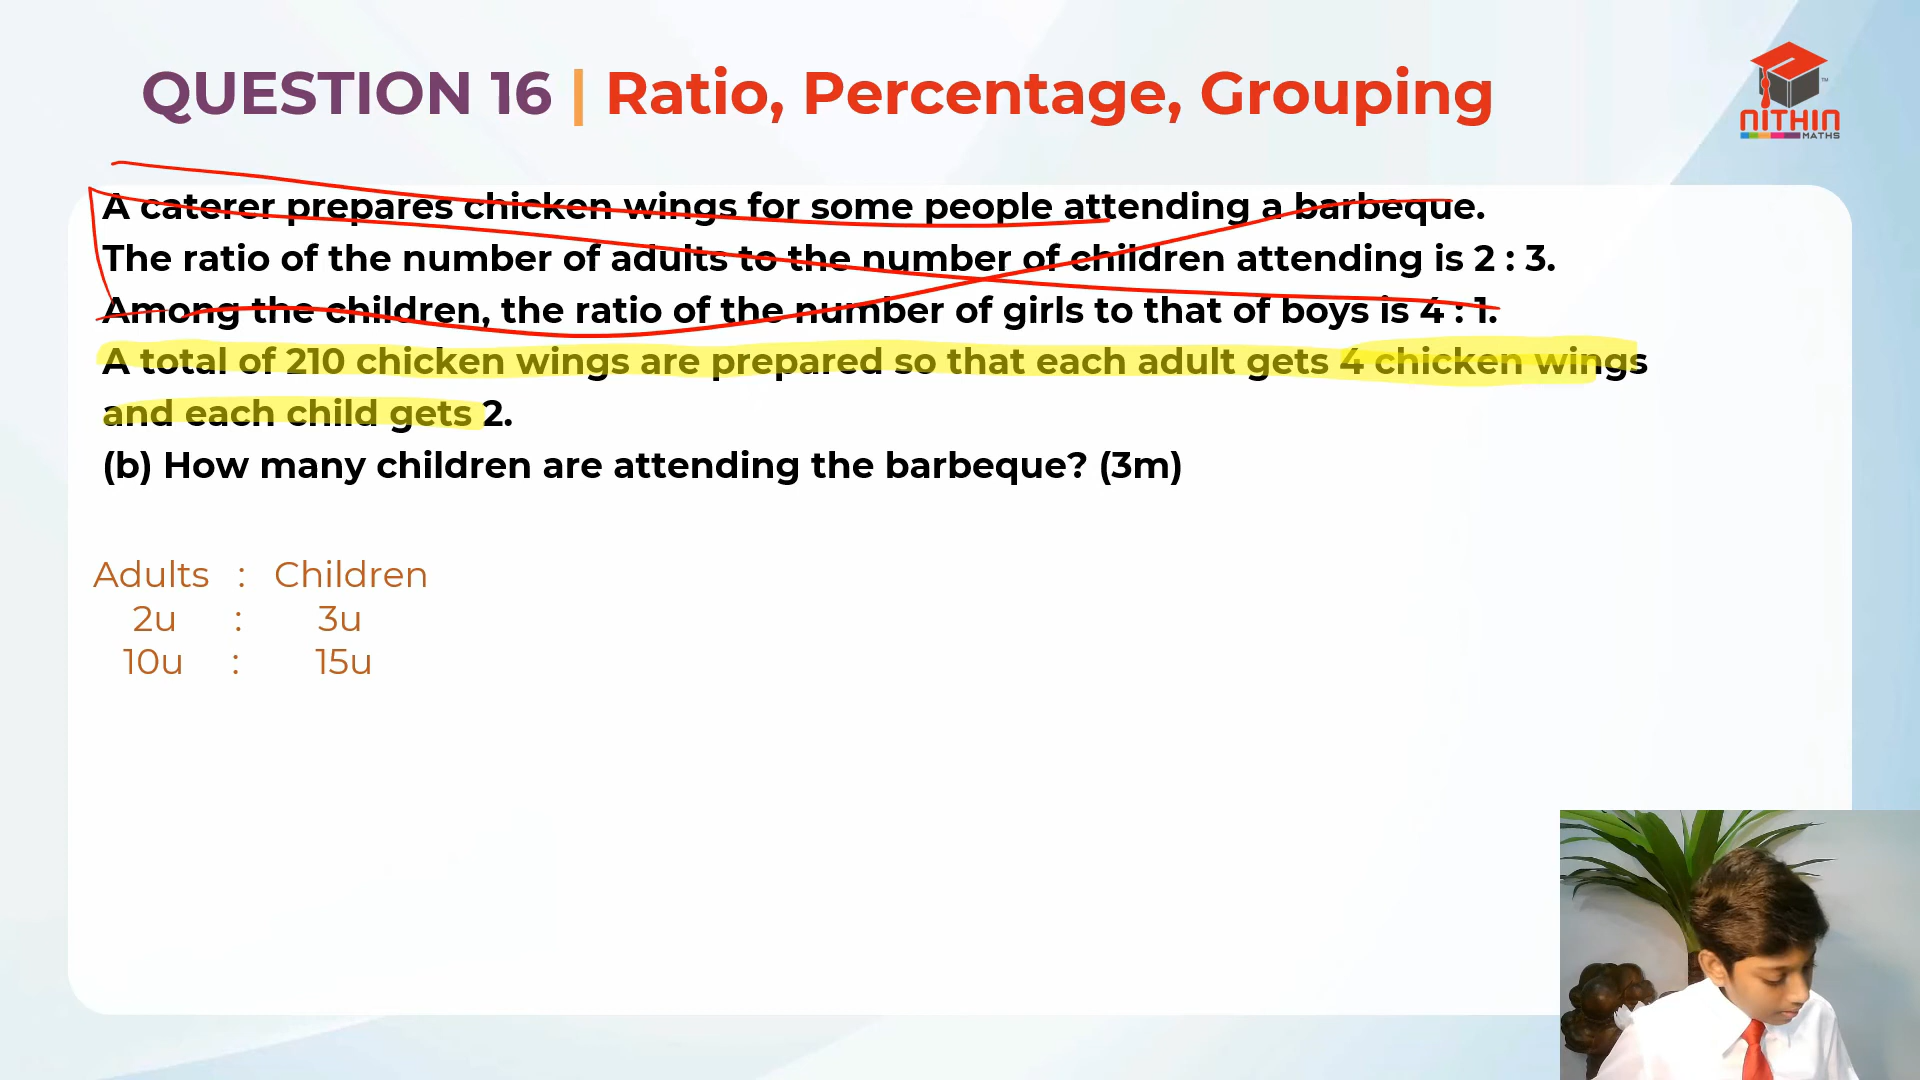 QUESTION 16 | Ratio, Percentage, Grouping
NITHIN
MATHS
TM
A caterer prepares chicken wings for some people attending a barbeque.
The ratio of the number of adults to the number of children attending is 2 : 3.
Among the children, the ratio of the number of girls to that of boys is 4 : 1.
A total of 210 chicken wings are prepared so that each adult gets 4 chicken wings
and each child gets 2.
(b) How many children are attending the barbeque? (3m)
Adults : Children
2u : 3u
10u : 15u